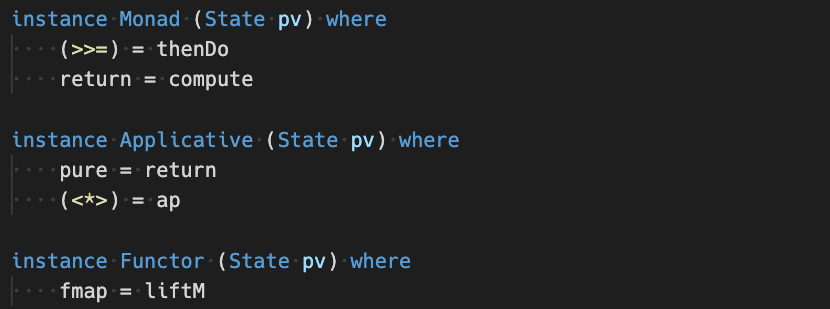 instance Monad (State pv) where
    (>>=) = thenDo
    return = compute

instance Applicative (State pv) where
    pure = return
    (<*>) = ap

instance Functor (State pv) where
    fmap = liftM